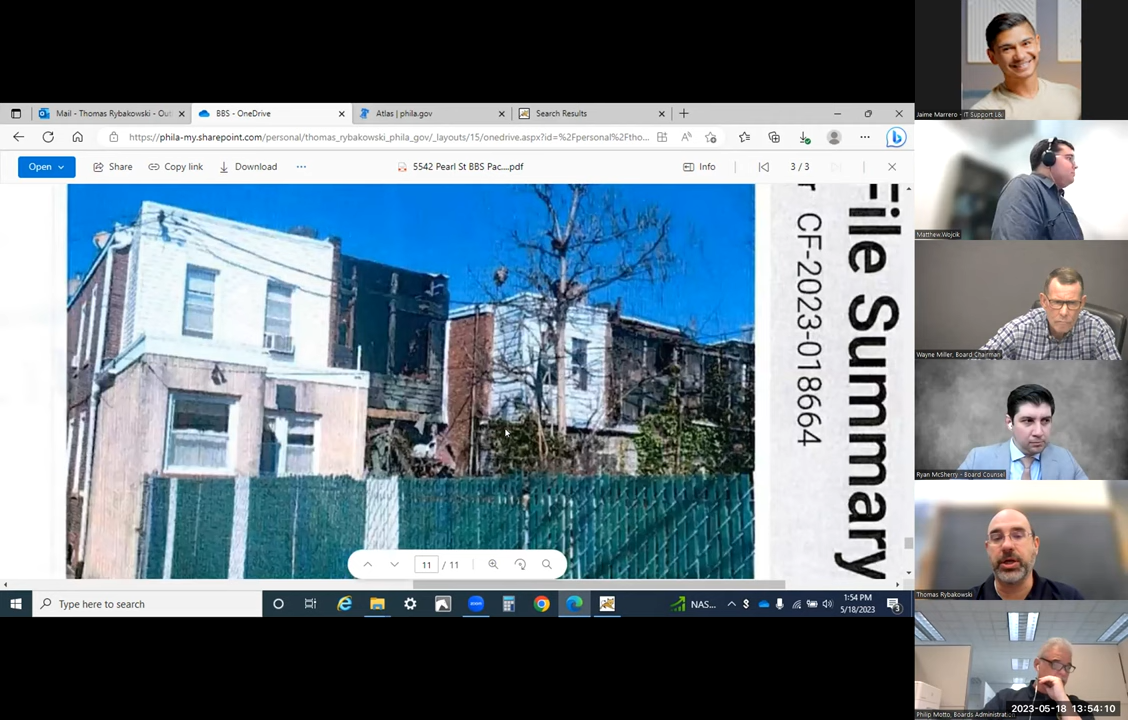 Mail - Thomas Rybakowski - Ou
BBS - OneDrive
Atlas | phila.gov
Search Results
https://phila-my.sharepoint.com/personal/thomas_rybakowski_phila_gov/_layouts/15/onedrive.aspx?id=%2Fpersonal%2Ftho...
Open
Share
Copy link
Download
5542 Pearl St BBS Pac....pdf
Info
3 / 3
File Summary
r CF-2023-018664
11 / 11
Type here to search
NAS...
1:54 PM
5/18/2023
3
Jaime Marrero - IT Support L&I
Matthew.Wojcik
Wayne Miller, Board Chairman
Ryan McSherry - Board Counsel
Thomas Rybakowski
Philip Motto, Boards Administrat
2023-05-18 13:54:10